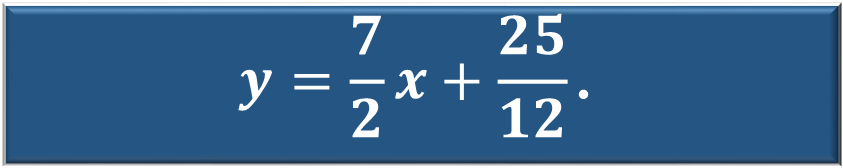 y = 7/2 x + 25/12.